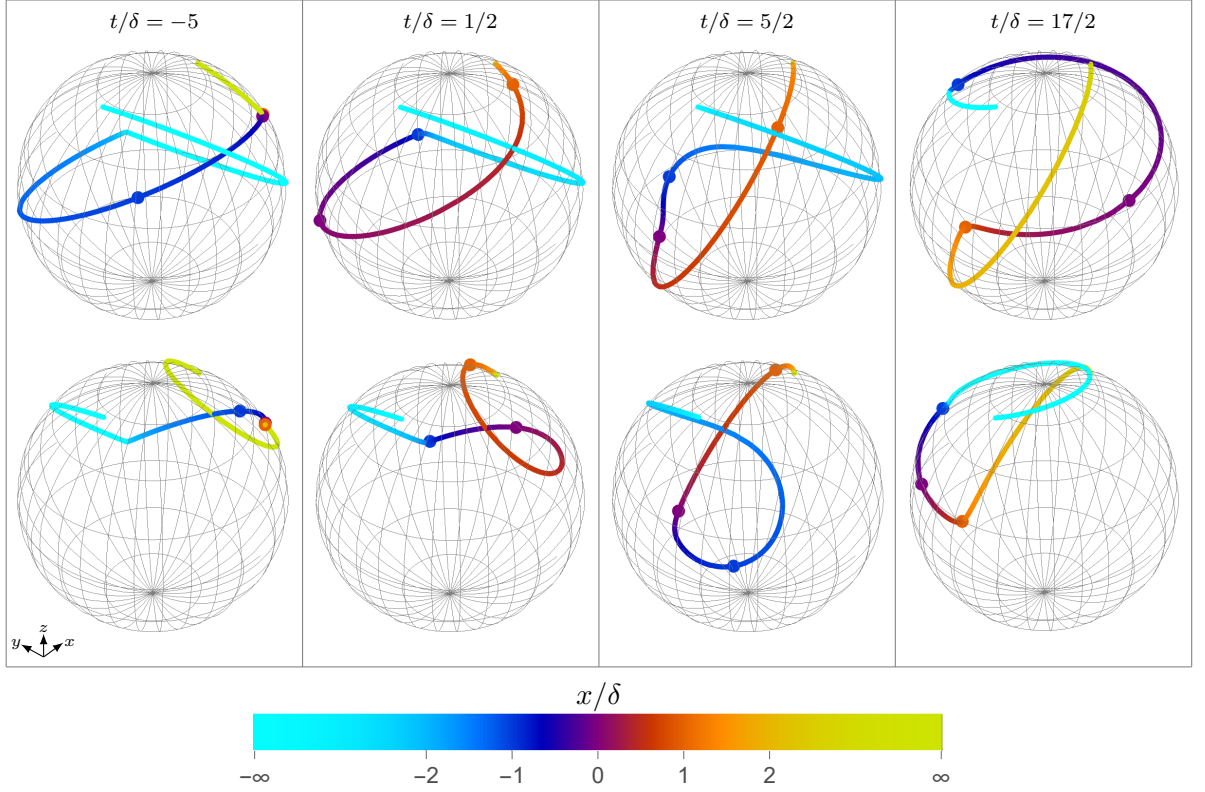 t/δ = −5
t/δ = 1/2
t/δ = 5/2
t/δ = 17/2
z
y x
x/δ
−∞ −2 −1 0 1 2 ∞